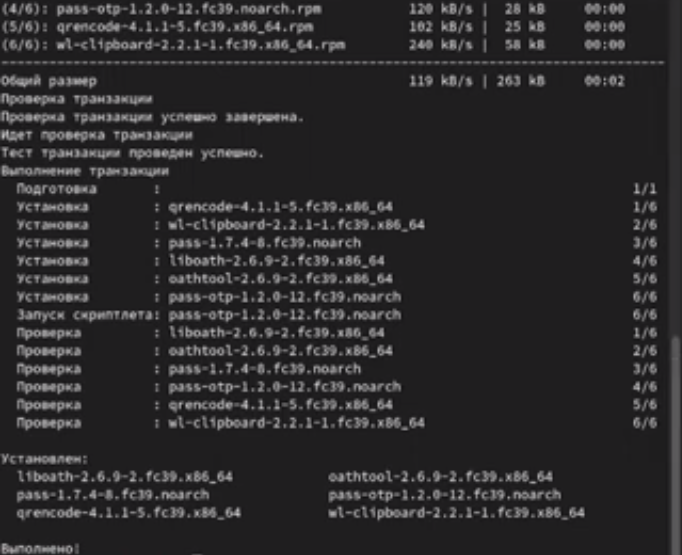 (4/6): pass-otp-1.2.0-12.fc39.noarch.rpm 120 kB/s | 28 kB 00:00
(5/6): qrencode-4.1.1-5.fc39.x86_64.rpm 102 kB/s | 25 kB 00:00
(6/6): wl-clipboard-2.2.1-1.fc39.x86_64.rpm 240 kB/s | 58 kB 00:00
--------------------------------------------------------------------------------
Общий размер 119 kB/s | 263 kB 00:02
Проверка транзакции
Проверка транзакции успешно завершена.
Идет проверка транзакции
Тест транзакции проведен успешно.
Выполнение транзакции
Подготовка : 1/1
Установка : qrencode-4.1.1-5.fc39.x86_64 1/6
Установка : wl-clipboard-2.2.1-1.fc39.x86_64 2/6
Установка : pass-1.7.4-8.fc39.noarch 3/6
Установка : liboath-2.6.9-2.fc39.x86_64 4/6
Установка : oathtool-2.6.9-2.fc39.x86_64 5/6
Установка : pass-otp-1.2.0-12.fc39.noarch 6/6
Запуск скриптлета: pass-otp-1.2.0-12.fc39.noarch 6/6
Проверка : liboath-2.6.9-2.fc39.x86_64 1/6
Проверка : oathtool-2.6.9-2.fc39.x86_64 2/6
Проверка : pass-1.7.4-8.fc39.noarch 3/6
Проверка : pass-otp-1.2.0-12.fc39.noarch 4/6
Проверка : qrencode-4.1.1-5.fc39.x86_64 5/6
Проверка : wl-clipboard-2.2.1-1.fc39.x86_64 6/6
Установлен:
liboath-2.6.9-2.fc39.x86_64 oathtool-2.6.9-2.fc39.x86_64
pass-1.7.4-8.fc39.noarch pass-otp-1.2.0-12.fc39.noarch
qrencode-4.1.1-5.fc39.x86_64 wl-clipboard-2.2.1-1.fc39.x86_64
Выполнено!